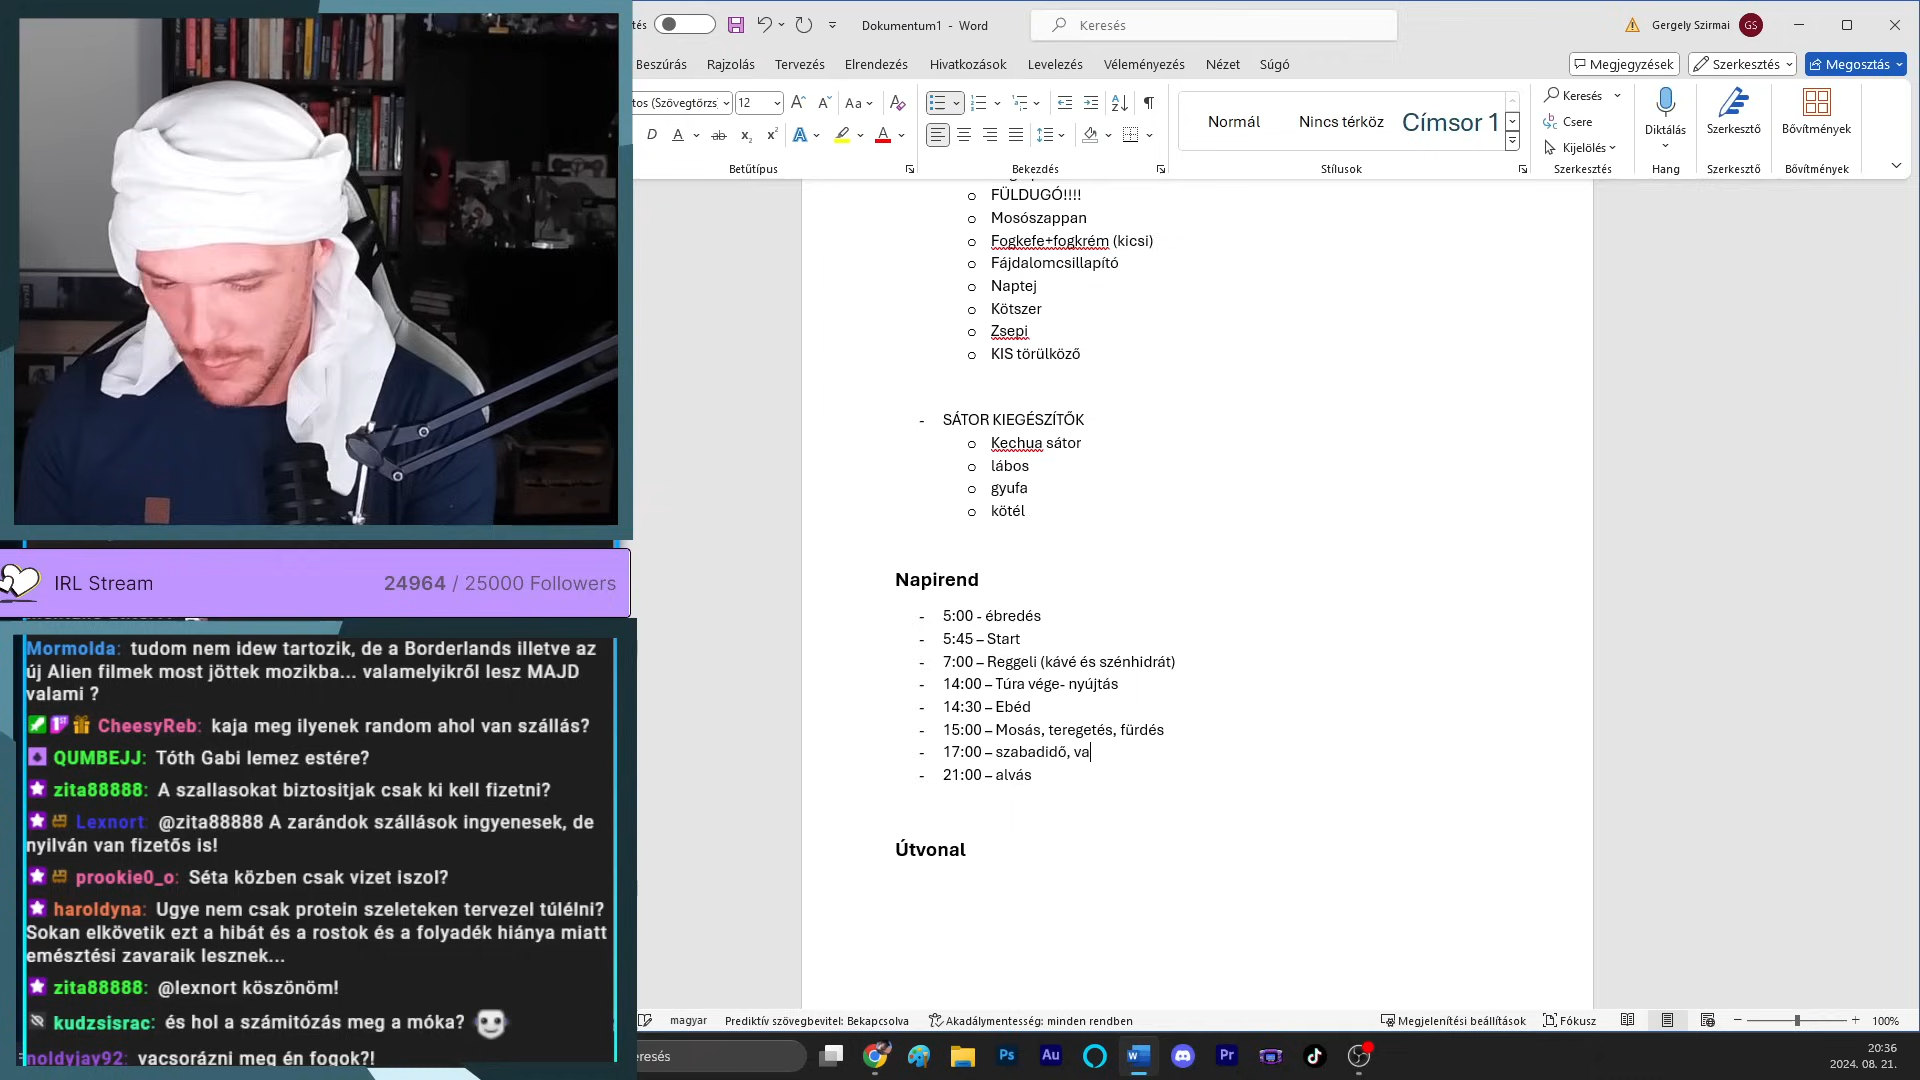 tés
Dokumentum1 - Word
Keresés
Gergely Szirmai
GS
Beszúrás
Rajzolás
Tervezés
Elrendezés
Hivatkozások
Levelezés
Véleményezés
Nézet
Súgó
Megjegyzések
Szerkesztés
Megosztás
tos (Szövegtörzs
12
Normál
Nincs térköz
Címsor 1
Keresés
Csere
Kijelölés
Diktálás
Szerkesztő
Bővítmények
Betűtípus
Bekezdés
Stílusok
Szerkesztés
Hang
Szerkesztő
Bővítmények
o FÜLDUGÓ!!!!
o Mosószappan
o Fogkefe+fogkrém (kicsi)
o Fájdalomcsillapító
o Naptej
o Kötszer
o Zsepi
o KIS törülköző
- SÁTOR KIEGÉSZÍTŐK
o Kechua sátor
o lábos
o gyufa
o kötél
Napirend
- 5:00 - ébredés
- 5:45 – Start
- 7:00 – Reggeli (kávé és szénhidrát)
- 14:00 – Túra vége- nyújtás
- 14:30 – Ebéd
- 15:00 – Mosás, teregetés, fürdés
- 17:00 – szabadidő, va
- 21:00 – alvás
Útvonal
IRL Stream
24964 / 25000 Followers
Mormolda: tudom nem idew tartozik, de a Borderlands illetve az
új Alien filmek most jöttek mozikba... valamelyikről lesz MAJD
valami ?
CheesyReb: kaja meg ilyenek random ahol van szállás?
QUMBEJJ: Tóth Gabi lemez estére?
zita88888: A szallasokat biztositjak csak ki kell fizetni?
Lexnort: @zita88888 A zarándok szállások ingyenesek, de
nyilván van fizetős is!
prookie0_o: Séta közben csak vizet iszol?
haroldyna: Ugye nem csak protein szeleteken tervezel túlélni?
Sokan elkövetik ezt a hibát és a rostok és a folyadék hiánya miatt
emésztési zavaraik lesznek...
zita88888: @lexnort köszönöm!
kudzsisrac: és hol a számitózás meg a móka?
noldyjay92: vacsorázni meg én fogok?!
magyar
Prediktív szövegbevitel: Bekapcsolva
Akadálymentesség: minden rendben
Megjelenítési beállítások
Fókusz
100%
eresés
20:36
2024. 08. 21.